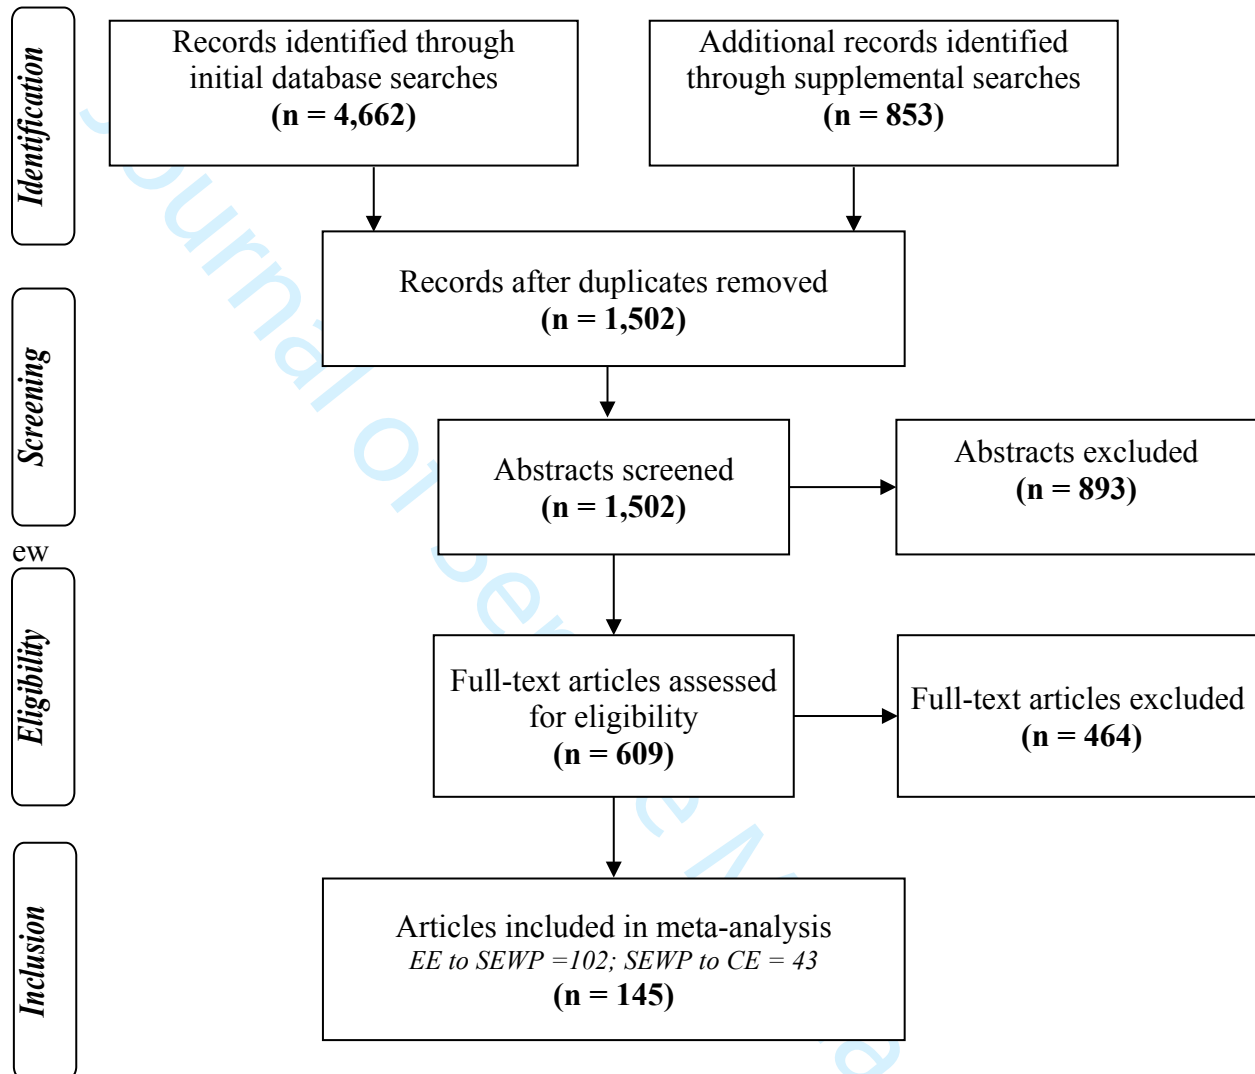 Identification
Records identified through
initial database searches
(n = 4,662)
Additional records identified
through supplemental searches
(n = 853)
Records after duplicates removed
(n = 1,502)
Screening
Abstracts screened
(n = 1,502)
Abstracts excluded
(n = 893)
ew
Eligibility
Full-text articles assessed
for eligibility
(n = 609)
Full-text articles excluded
(n = 464)
Inclusion
Articles included in meta-analysis
EE to SEWP =102; SEWP to CE = 43
(n = 145)
Journal of